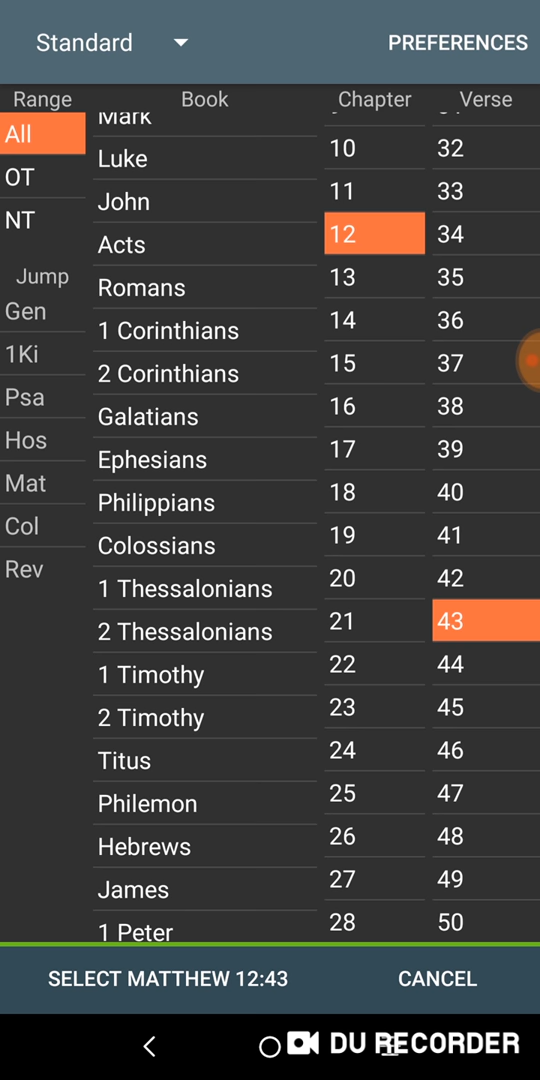 Standard
PREFERENCES
Range Book Chapter Verse
All
OT
NT
Jump
Gen
1Ki
Psa
Hos
Mat
Col
Rev
Mark
Luke
John
Acts
Romans
1 Corinthians
2 Corinthians
Galatians
Ephesians
Philippians
Colossians
1 Thessalonians
2 Thessalonians
1 Timothy
2 Timothy
Titus
Philemon
Hebrews
James
1 Peter
10
11
12
13
14
15
16
17
18
19
20
21
22
23
24
25
26
27
28
32
33
34
35
36
37
38
39
40
41
42
43
44
45
46
47
48
49
50
SELECT MATTHEW 12:43
CANCEL
DU RECORDER